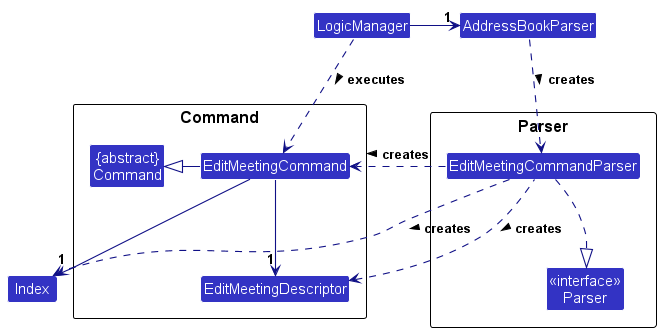 LogicManager
1
AddressBookParser
executes
creates
Command
Parser
{abstract}
Command
EditMeetingCommand
creates
EditMeetingCommandParser
creates
creates
1
1
Index
EditMeetingDescriptor
«interface»
Parser